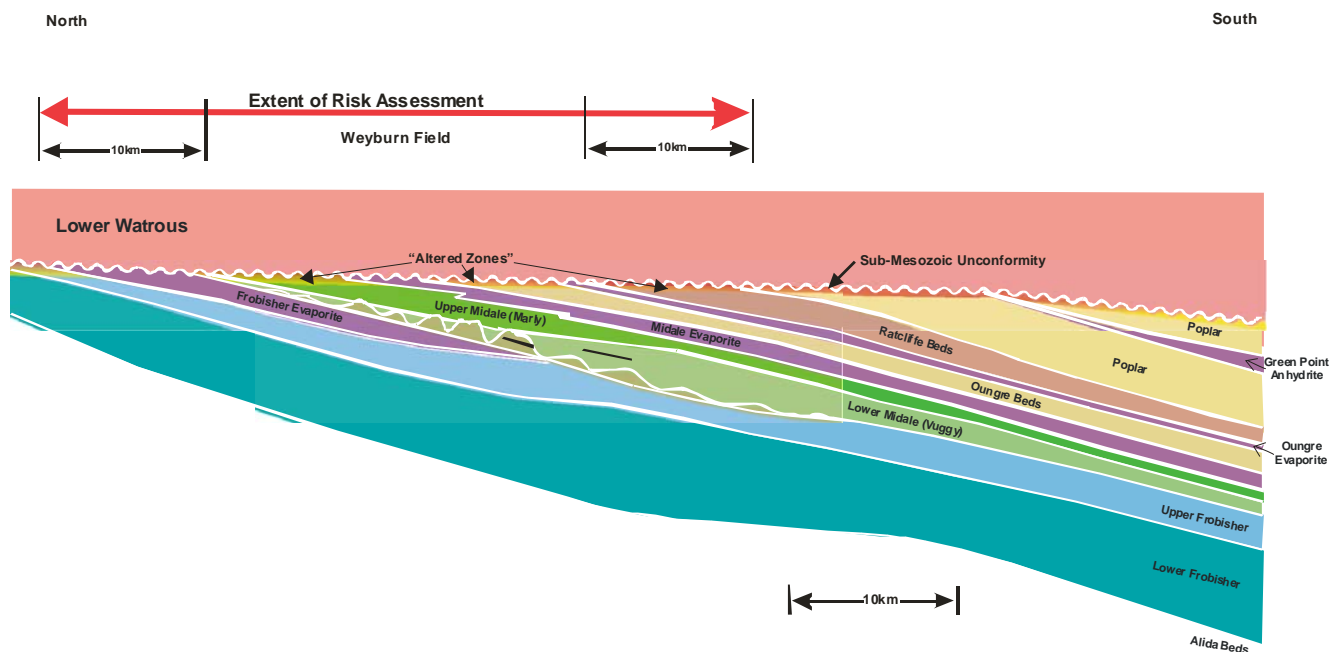 North
South
Extent of Risk Assessment
Weyburn Field
10km
10km
Lower Watrous
“Altered Zones”
Sub-Mesozoic Unconformity
Frobisher Evaporite
Upper Midale (Marly)
Midale Evaporite
Ratcliffe Beds
Poplar
Green Point
Anhydrite
Poplar
Oungre Beds
Lower Midale (Vuggy)
Oungre
Evaporite
Upper Frobisher
Lower Frobisher
10km
Alida Beds